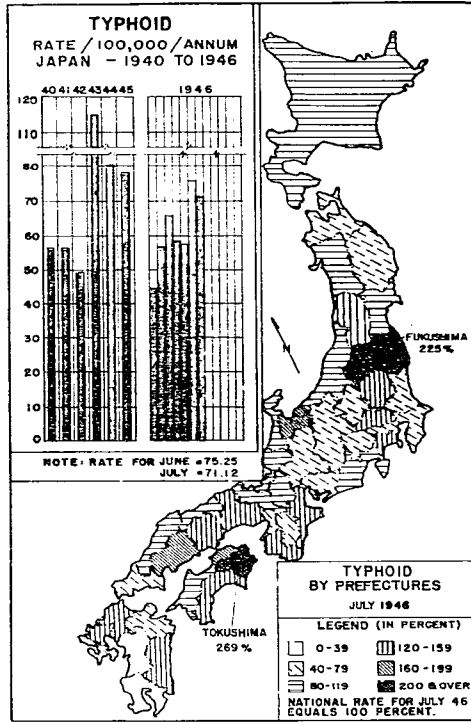 TYPHOID
RATE / 100,000 / ANNUM
JAPAN - 1940 TO 1946
40 41 42 43 44 45
1946
120
110
80
70
60
50
40
30
20
10
0
NOTE: RATE FOR JUNE =75.25
JULY =71.12
N
FUKUSHIMA
225%
TOKUSHIMA
269%
TYPHOID
BY PREFECTURES
JULY 1946
LEGEND (IN PERCENT)
0-39
120-159
40-79
160-199
80-119
200 & OVER
NATIONAL RATE FOR JULY 46
EQUALS 100 PERCENT.